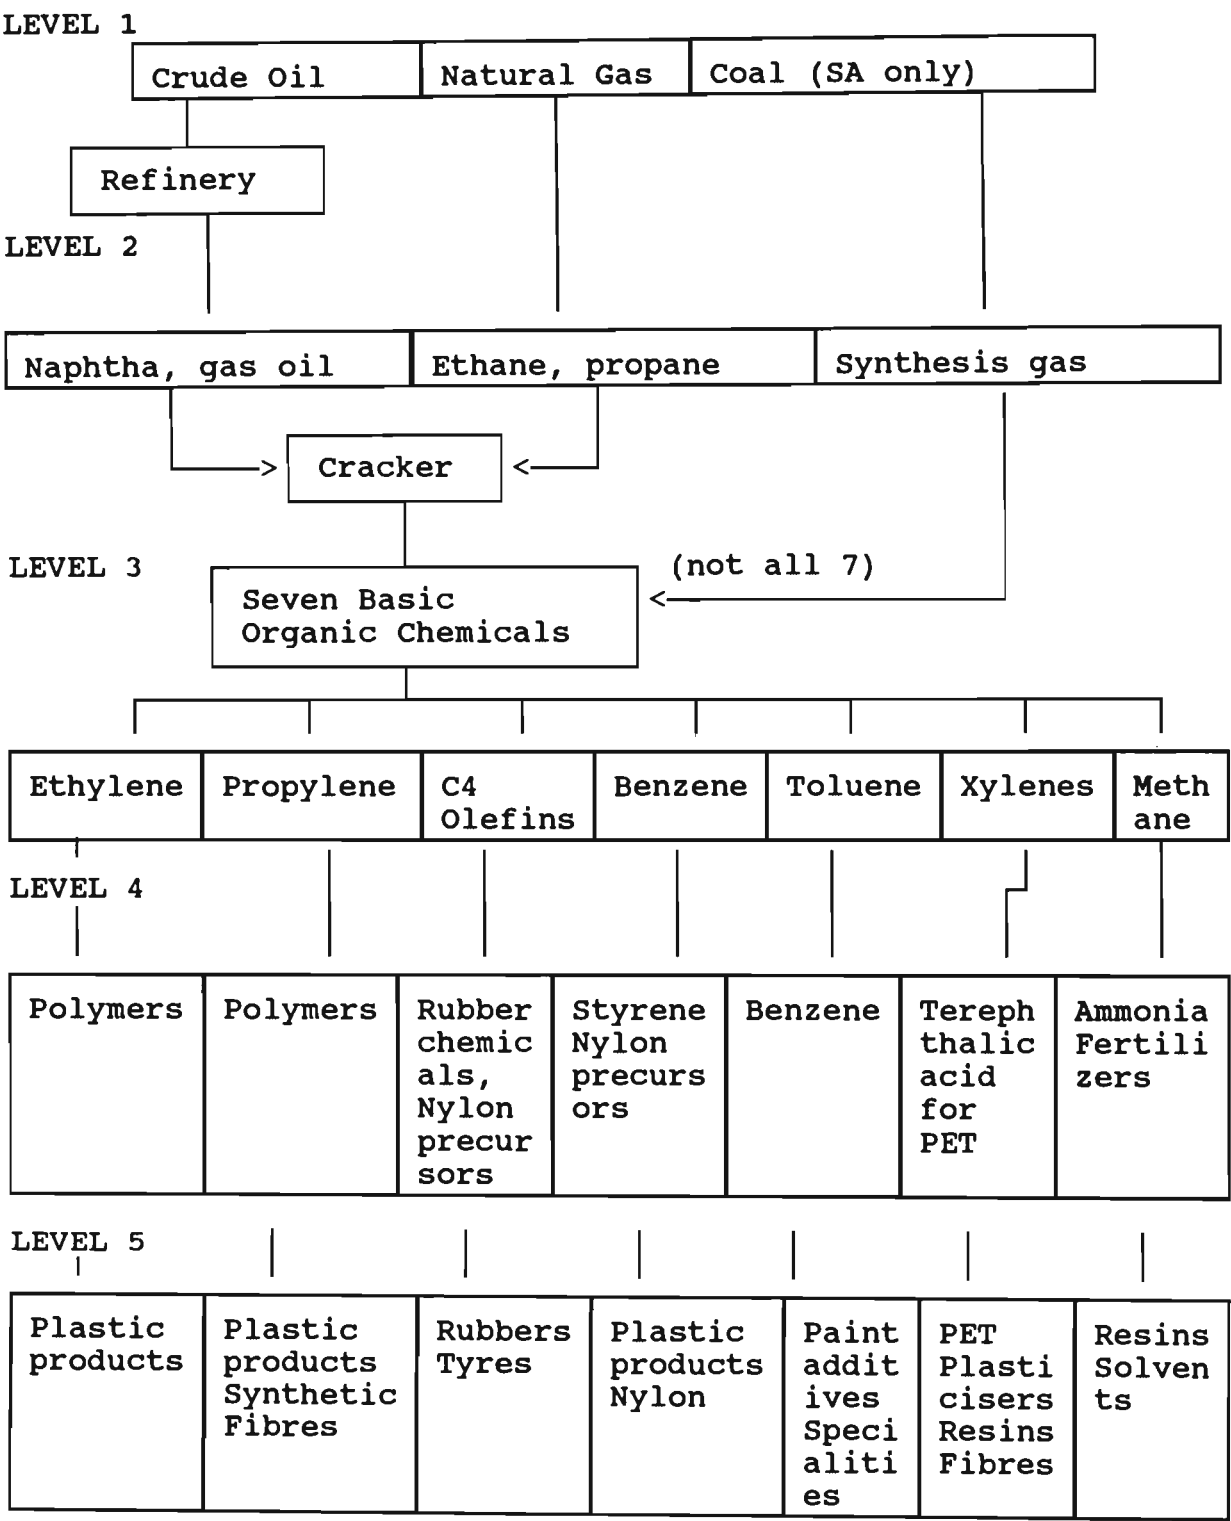 LEVEL 1
Crude Oil
Natural Gas
Coal (SA only)
Refinery
LEVEL 2
Naphtha, gas oil
Ethane, propane
Synthesis gas
>
Cracker
<
LEVEL 3
(not all 7)
Seven Basic
Organic Chemicals
<
Ethylene
Propylene
C4
Olefins
Benzene
Toluene
Xylenes
Meth
ane
LEVEL 4
Polymers
Polymers
Rubber
chemic
als,
Nylon
precur
sors
Styrene
Nylon
precurs
ors
Benzene
Tereph
thalic
acid
for
PET
Ammonia
Fertili
zers
LEVEL 5
Plastic
products
Plastic
products
Synthetic
Fibres
Rubbers
Tyres
Plastic
products
Nylon
Paint
addit
ives
Speci
aliti
es
PET
Plasti
cisers
Resins
Fibres
Resins
Solven
ts